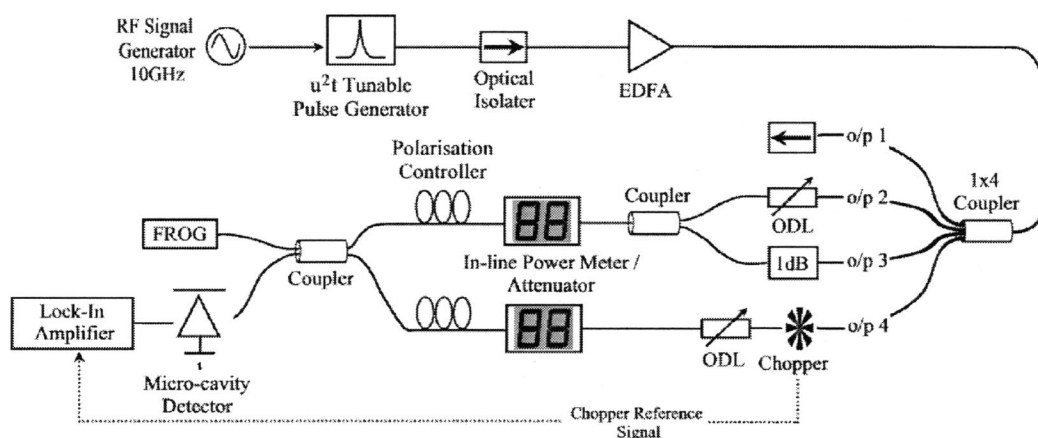 RF Signal
Generator
10GHz
u²t Tunable
Pulse Generator
Optical
Isolater
EDFA
Polarisation
Controller
Coupler
o/p 1
1x4
Coupler
o/p 2
ODL
FROG
Coupler
88
In-line Power Meter /
Attenuator
1dB
o/p 3
Lock-In
Amplifier
Micro-cavity
Detector
88
ODL
Chopper
o/p 4
Chopper Reference
Signal